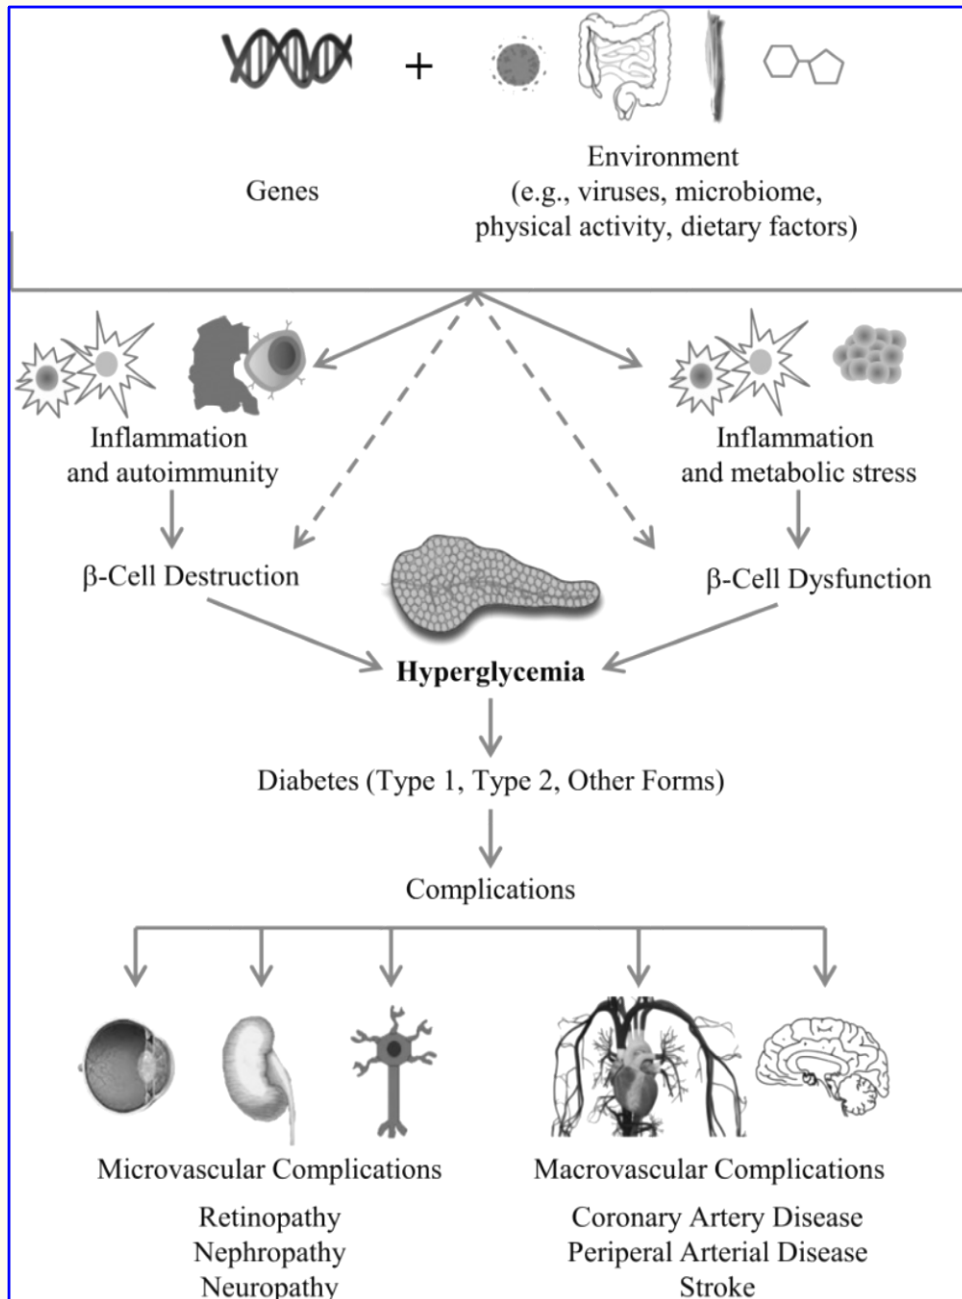 +
Genes
Environment
(e.g., viruses, microbiome,
physical activity, dietary factors)
Inflammation
and autoimmunity
Inflammation
and metabolic stress
β-Cell Destruction
β-Cell Dysfunction
Hyperglycemia
Diabetes (Type 1, Type 2, Other Forms)
Complications
Microvascular Complications
Retinopathy
Nephropathy
Neuropathy
Macrovascular Complications
Coronary Artery Disease
Periperal Arterial Disease
Stroke